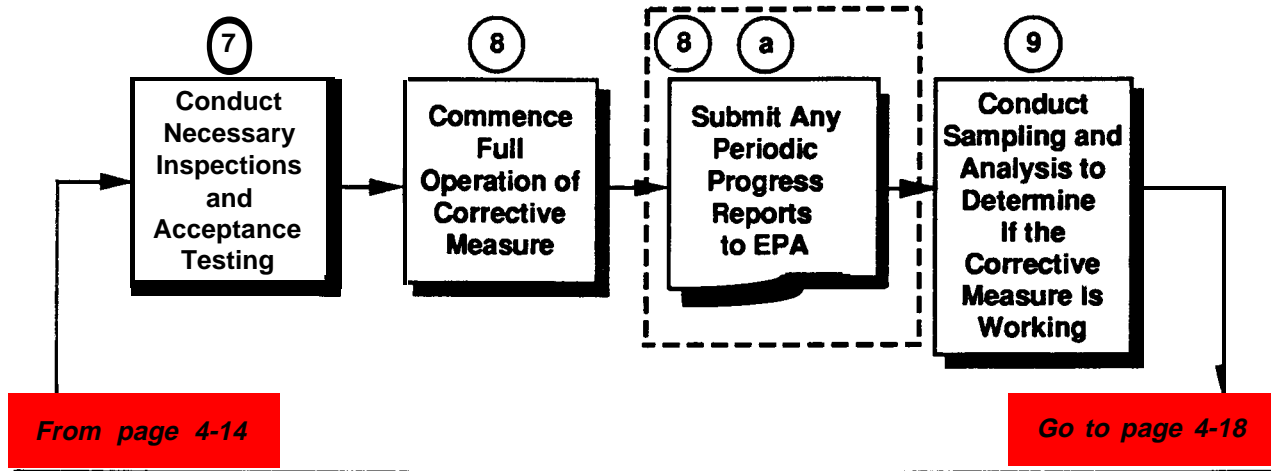 7
Conduct
Necessary
Inspections
and
Acceptance
Testing
8
Commence
Full
Operation of
Corrective
Measure
8 a
Submit Any
Periodic
Progress
Reports
to EPA
9
Conduct
Sampling and
Analysis to
Determine
If the
Corrective
Measure Is
Working
From page 4-14
Go to page 4-18